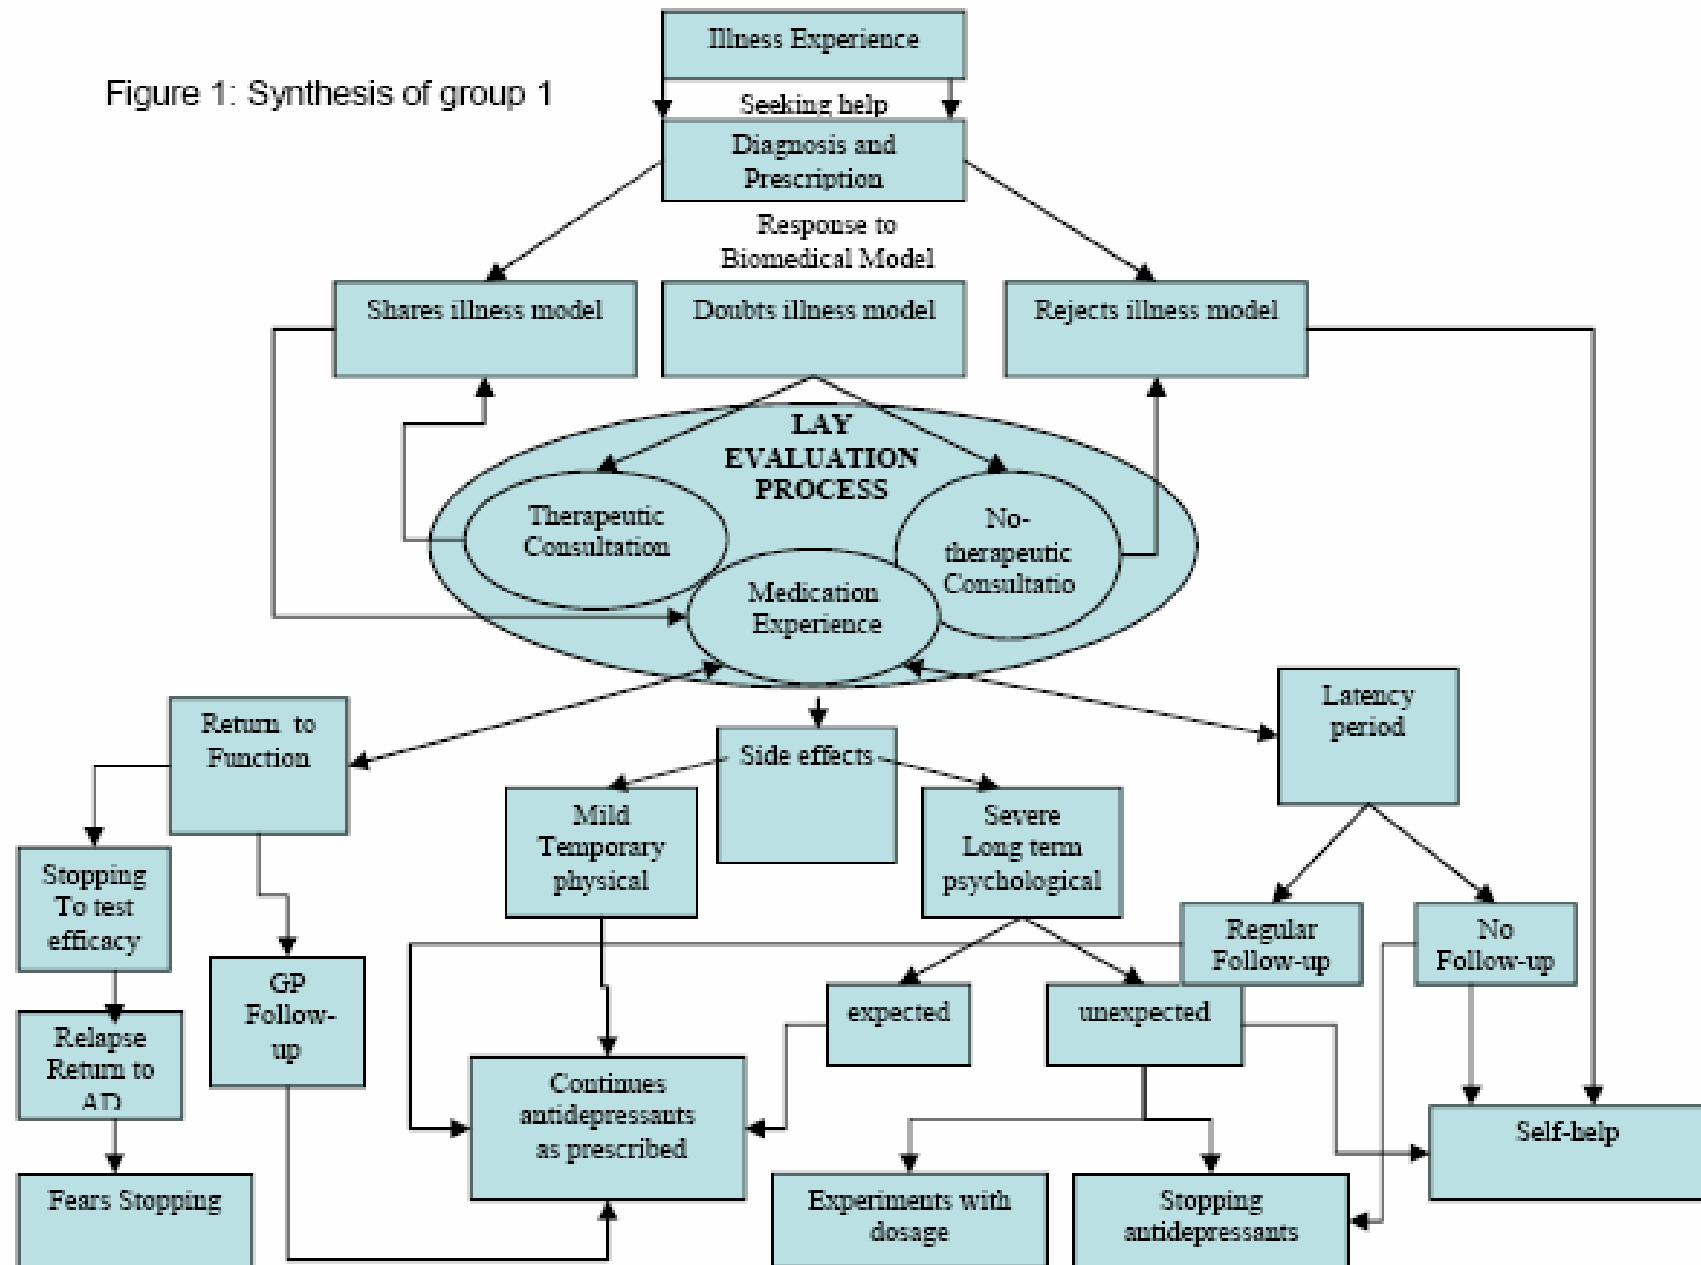 Illness Experience
Figure 1: Synthesis of group 1
Seeking help
Diagnosis and
Prescription
Response to
Biomedical Model
Shares illness model
Doubts illness model
Rejects illness model
LAY
EVALUATION
PROCESS
Therapeutic
Consultation
No-
therapeutic
Consultatio
Medication
Experience
Return to
Function
Side effects
Latency
period
Mild
Temporary
physical
Severe
Long term
psychological
Stopping
To test
efficacy
GP
Follow-
up
Regular
Follow-up
No
Follow-up
expected
unexpected
Relapse
Return to
AD
Continues
antidepressants
as prescribed
Self-help
Fears Stopping
Experiments with
dosage
Stopping
antidepressants